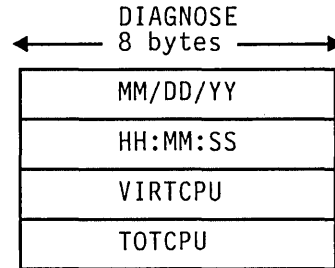 DIAGNOSE
8 bytes
MM/DD/YY
HH:MM:SS
VIRTCPU
TOTCPU